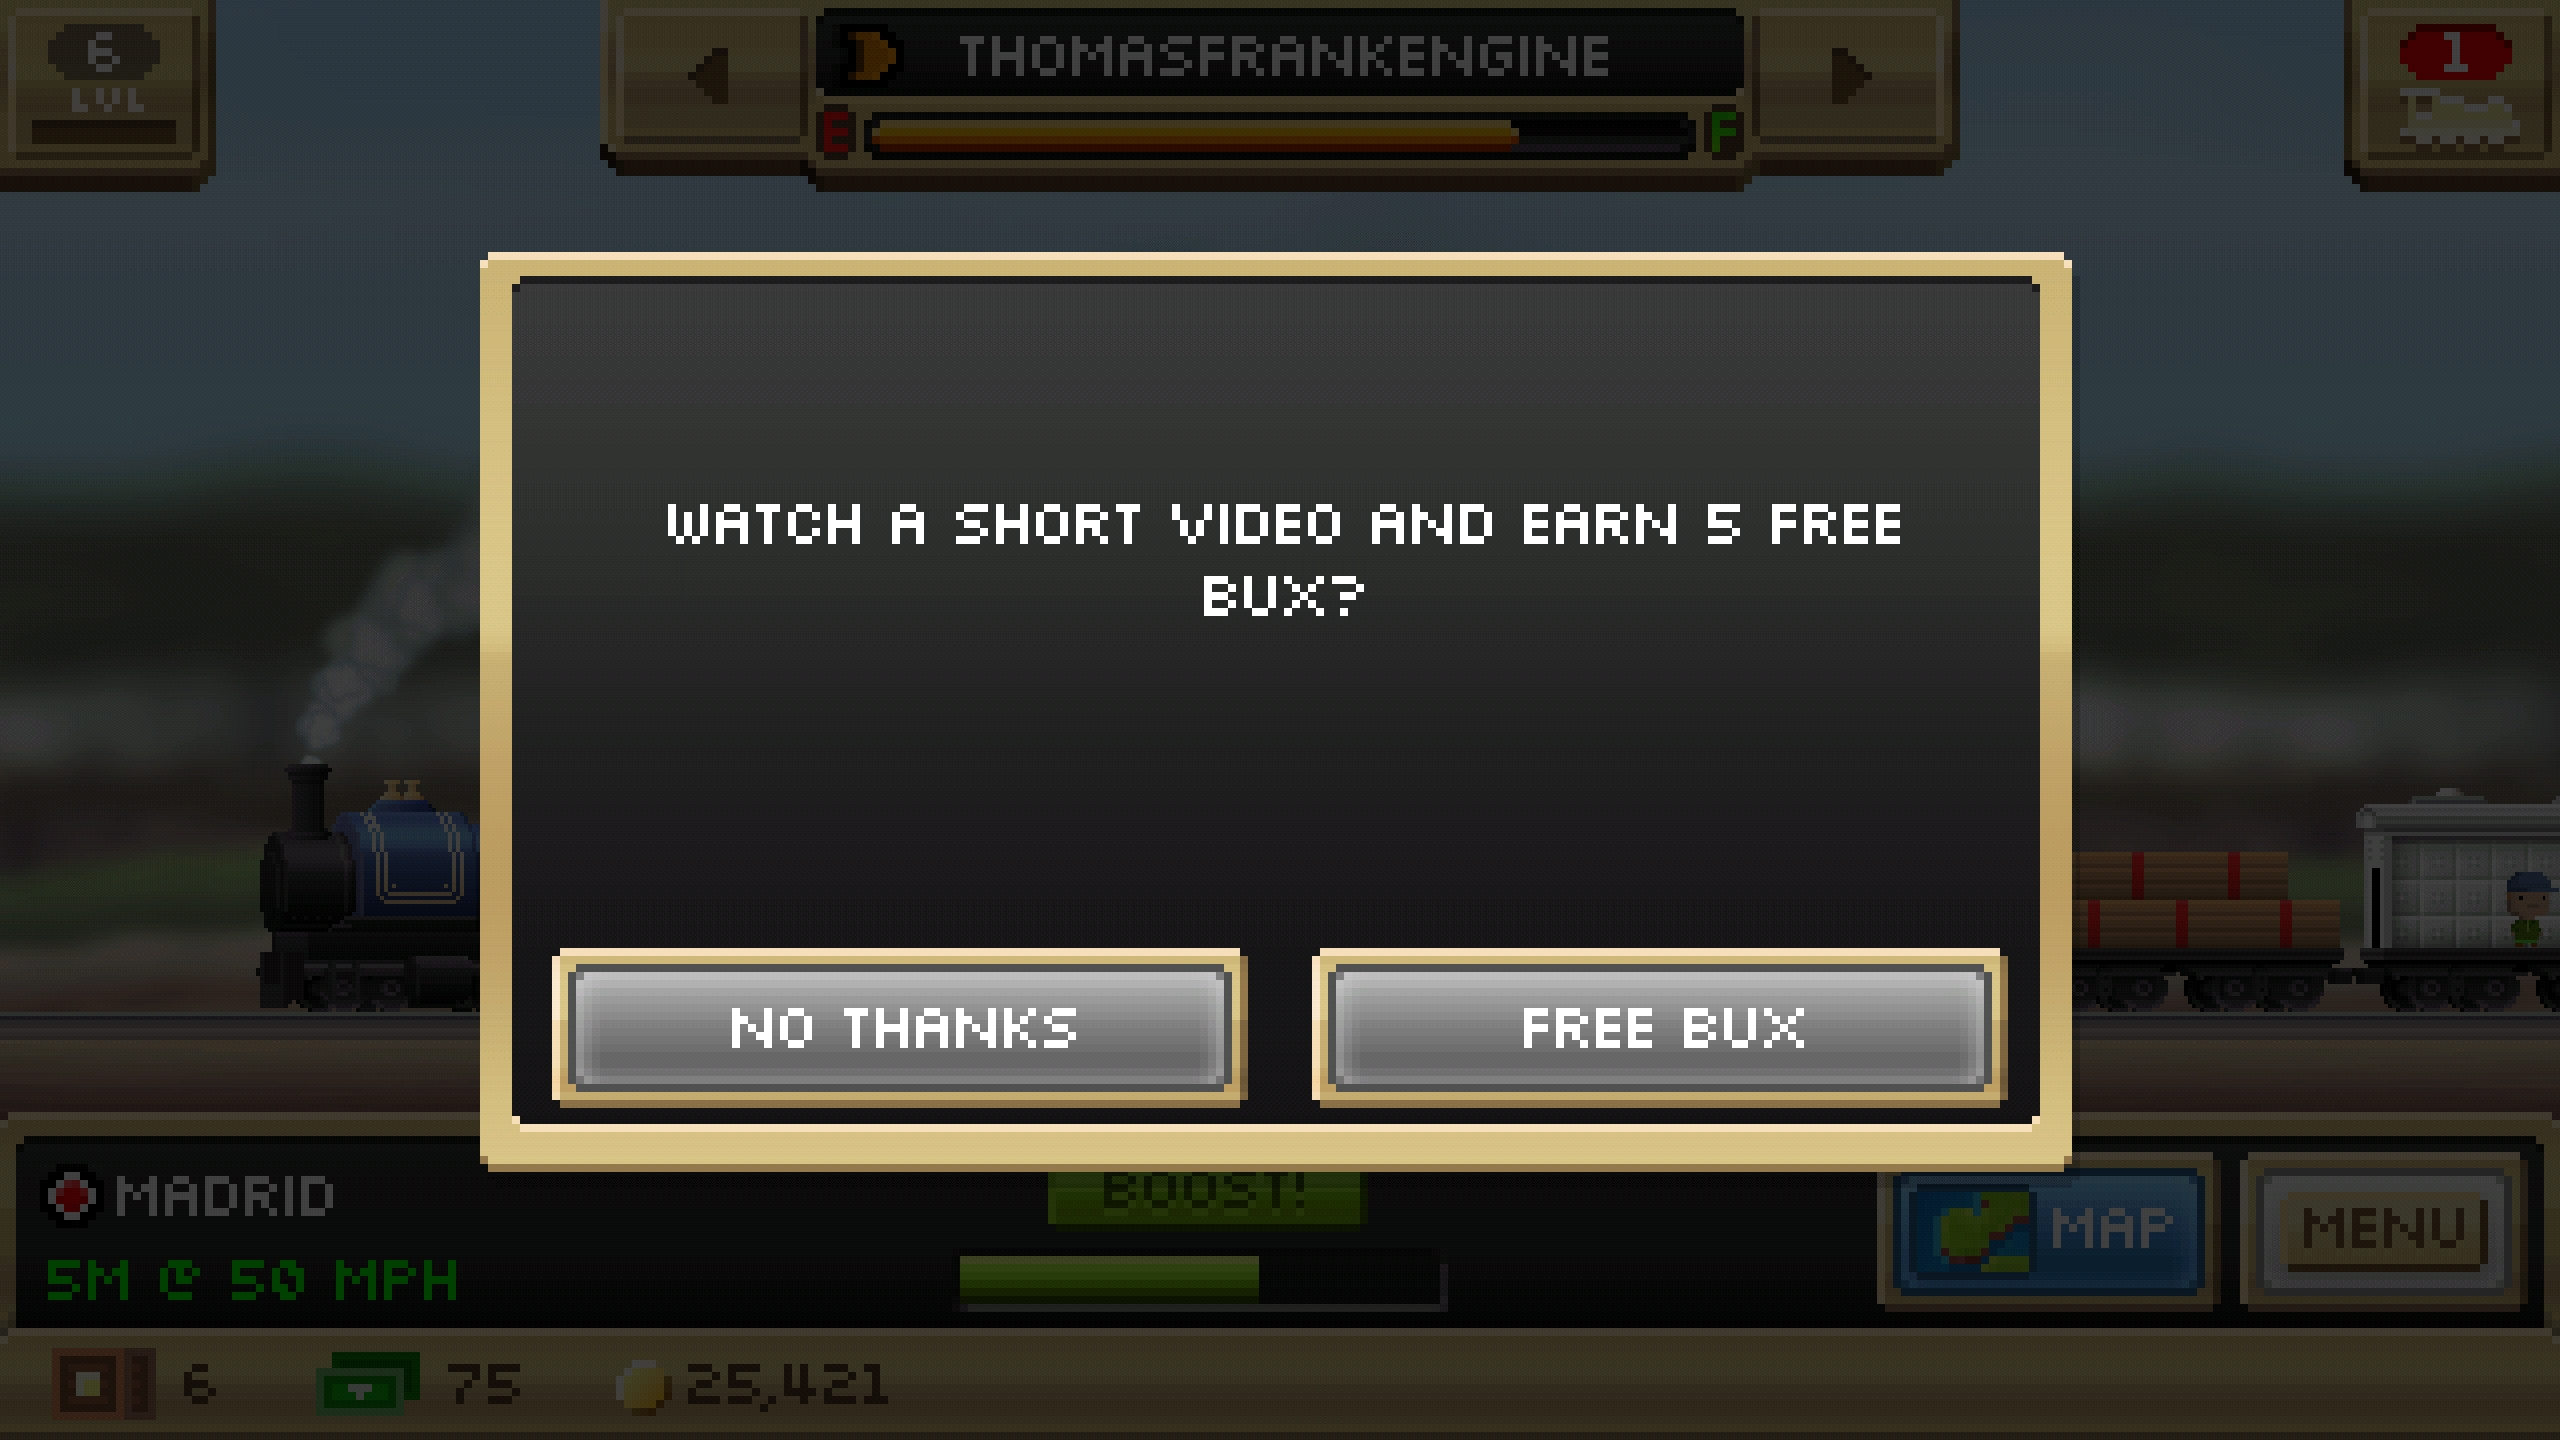 6
LVL
THOMASFRANKENGINE
E F
1
WATCH A SHORT VIDEO AND EARN 5 FREE
BUX?
NO THANKS
FREE BUX
MADRID
5M @ 50 MPH
BOOST!
MAP
MENU
6
75
25,421